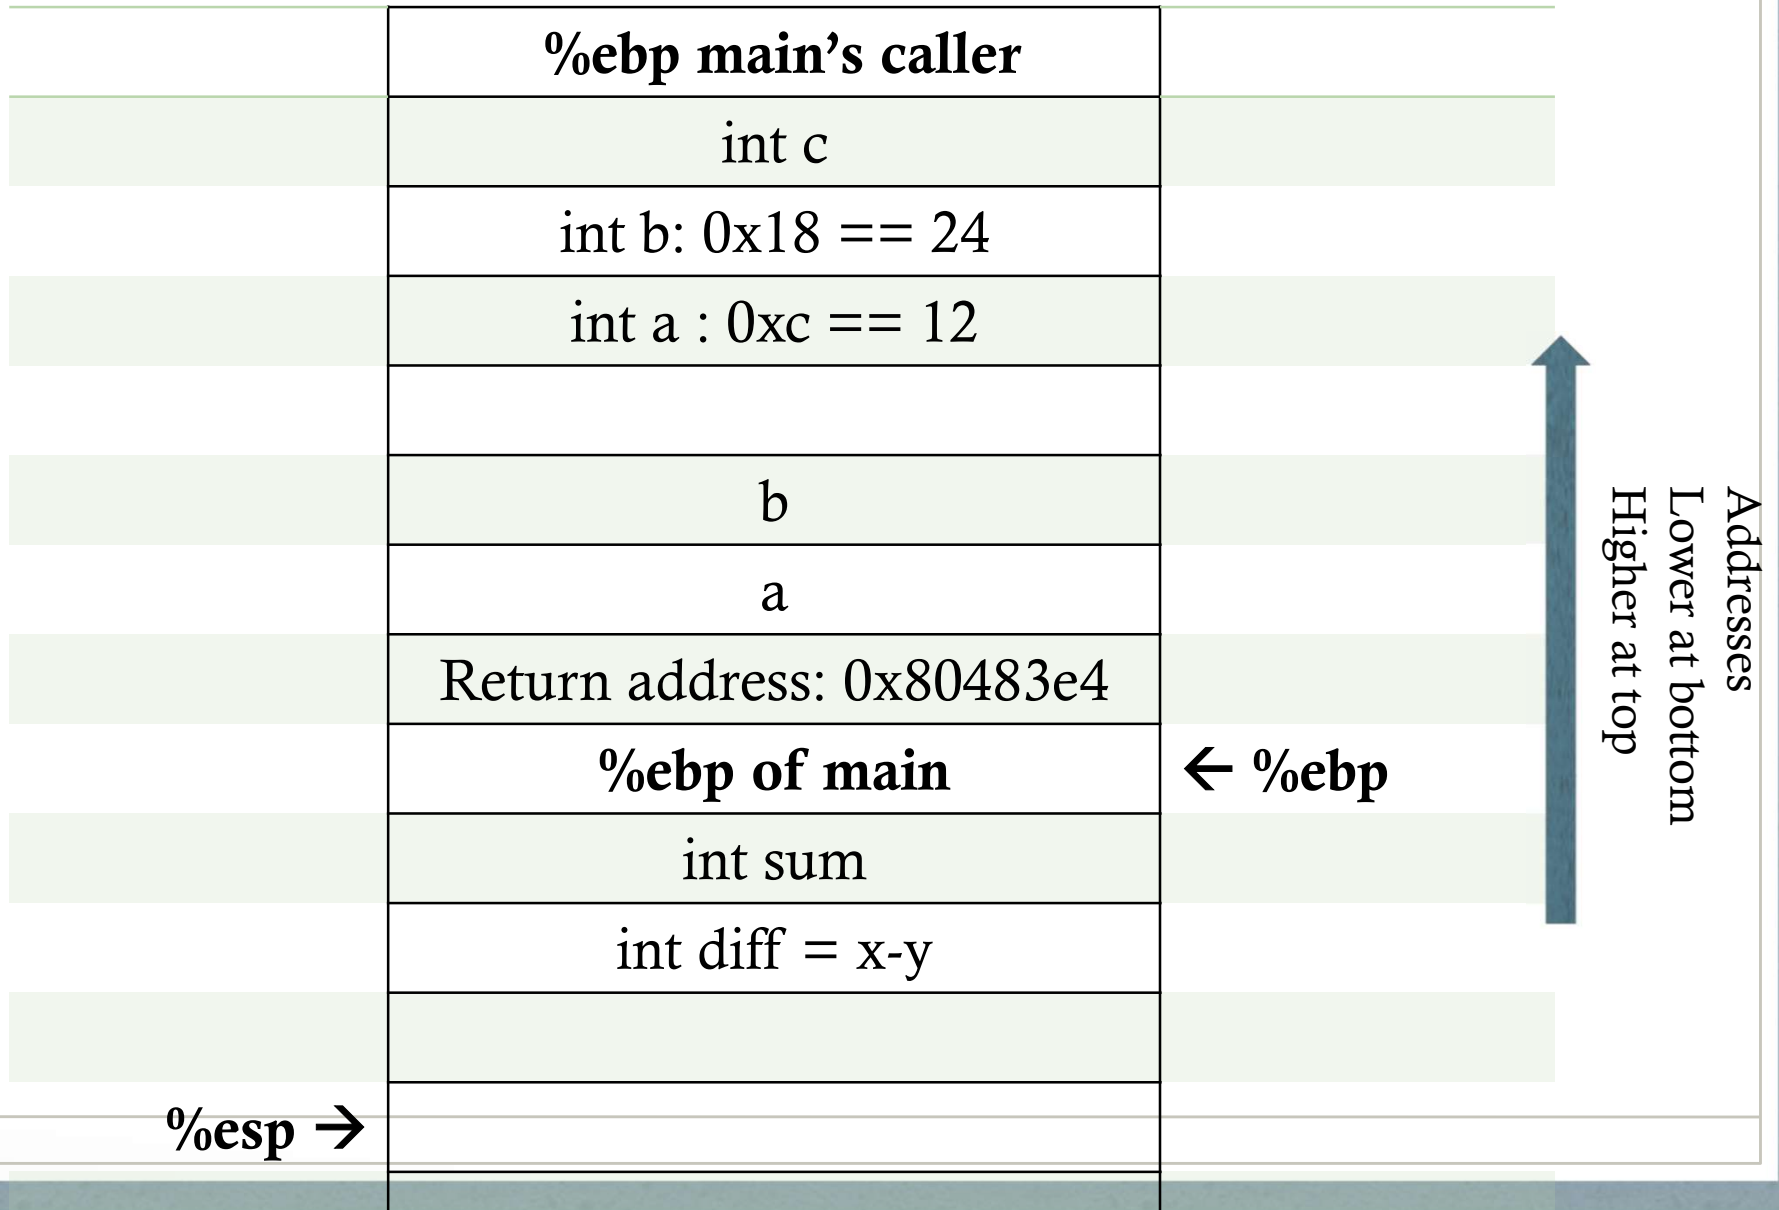 %ebp main’s caller
int c
int b: 0x18 == 24
int a : 0xc == 12
b
a
Return address: 0x80483e4
%ebp of main
← %ebp
int sum
int diff = x-y
%esp →
Addresses
Lower at bottom
Higher at top